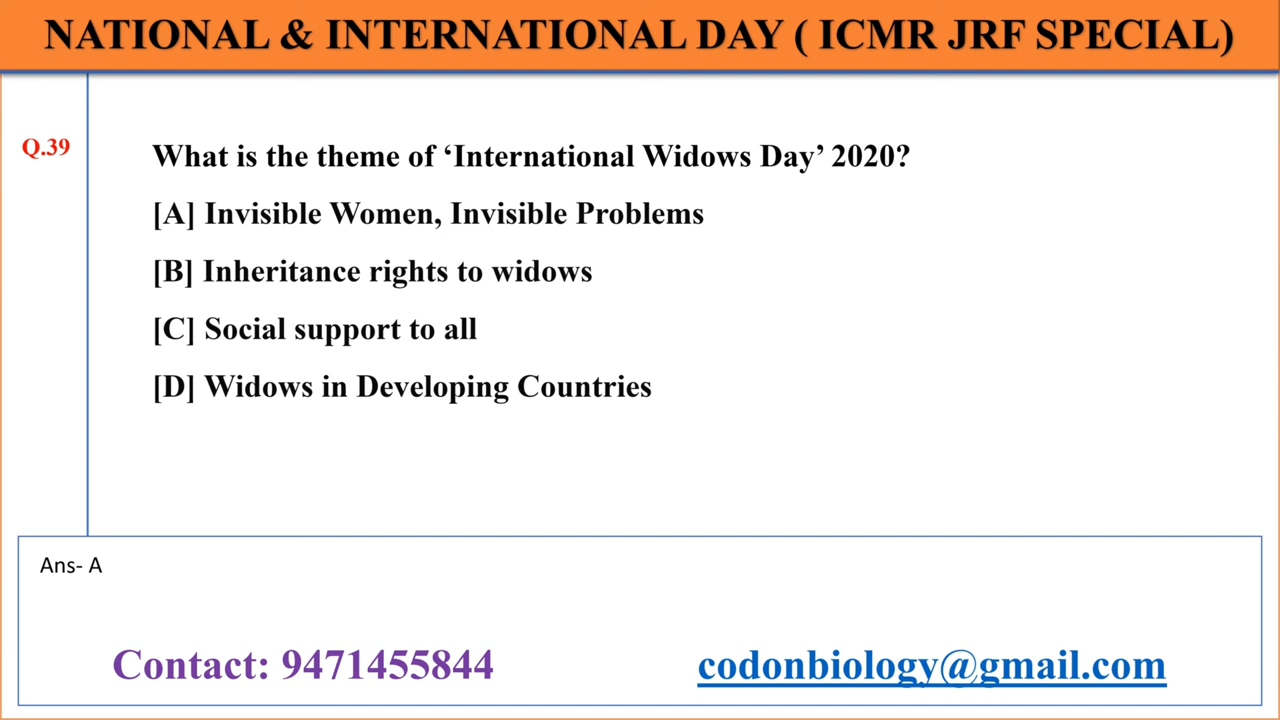 NATIONAL & INTERNATIONAL DAY ( ICMR JRF SPECIAL)
Q.39
What is the theme of ‘International Widows Day’ 2020?
[A] Invisible Women, Invisible Problems
[B] Inheritance rights to widows
[C] Social support to all
[D] Widows in Developing Countries
Ans- A
Contact: 9471455844
codonbiology@gmail.com